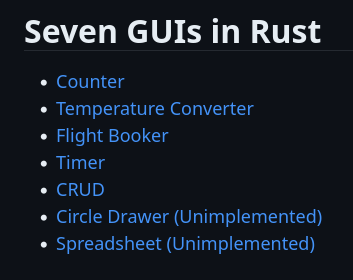 Seven GUIs in Rust
Counter
Temperature Converter
Flight Booker
Timer
CRUD
Circle Drawer (Unimplemented)
Spreadsheet (Unimplemented)